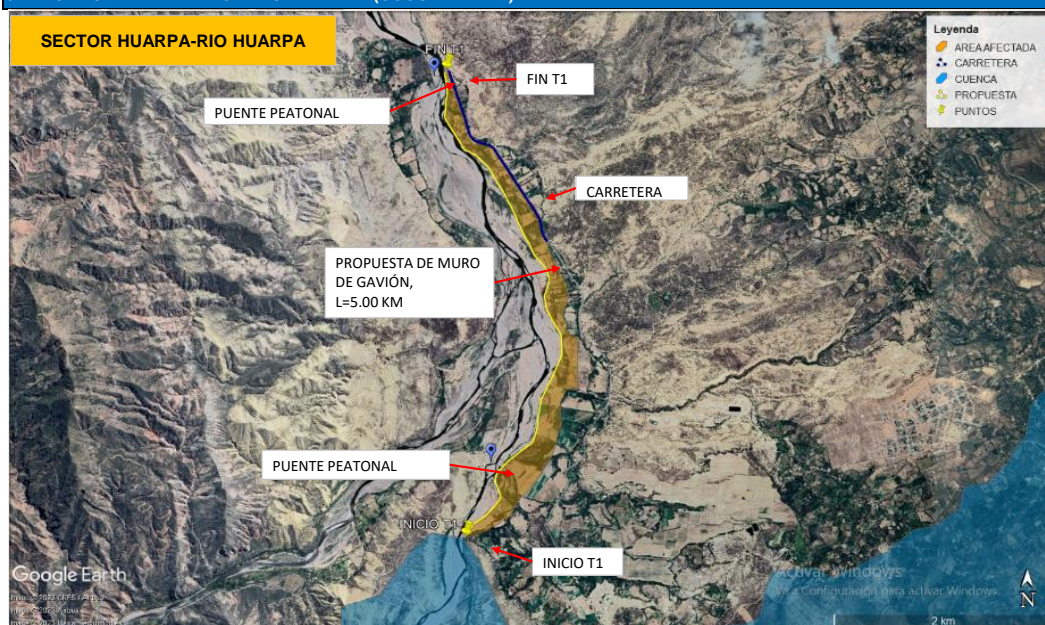 SECTOR HUARPA-RIO HUARPA
Leyenda
AREA AFECTADA
CARRETERA
CUENCA
PROPUESTA
PUNTOS
FIN T1
FIN T1
PUENTE PEATONAL
CARRETERA
PROPUESTA DE MURO
DE GAVIÓN,
L=5.00 KM
PUENTE PEATONAL
INICIO T1
INICIO T1
Google Earth
Activar Windows
Ve a Configuración para activar Windows.
N
2 km